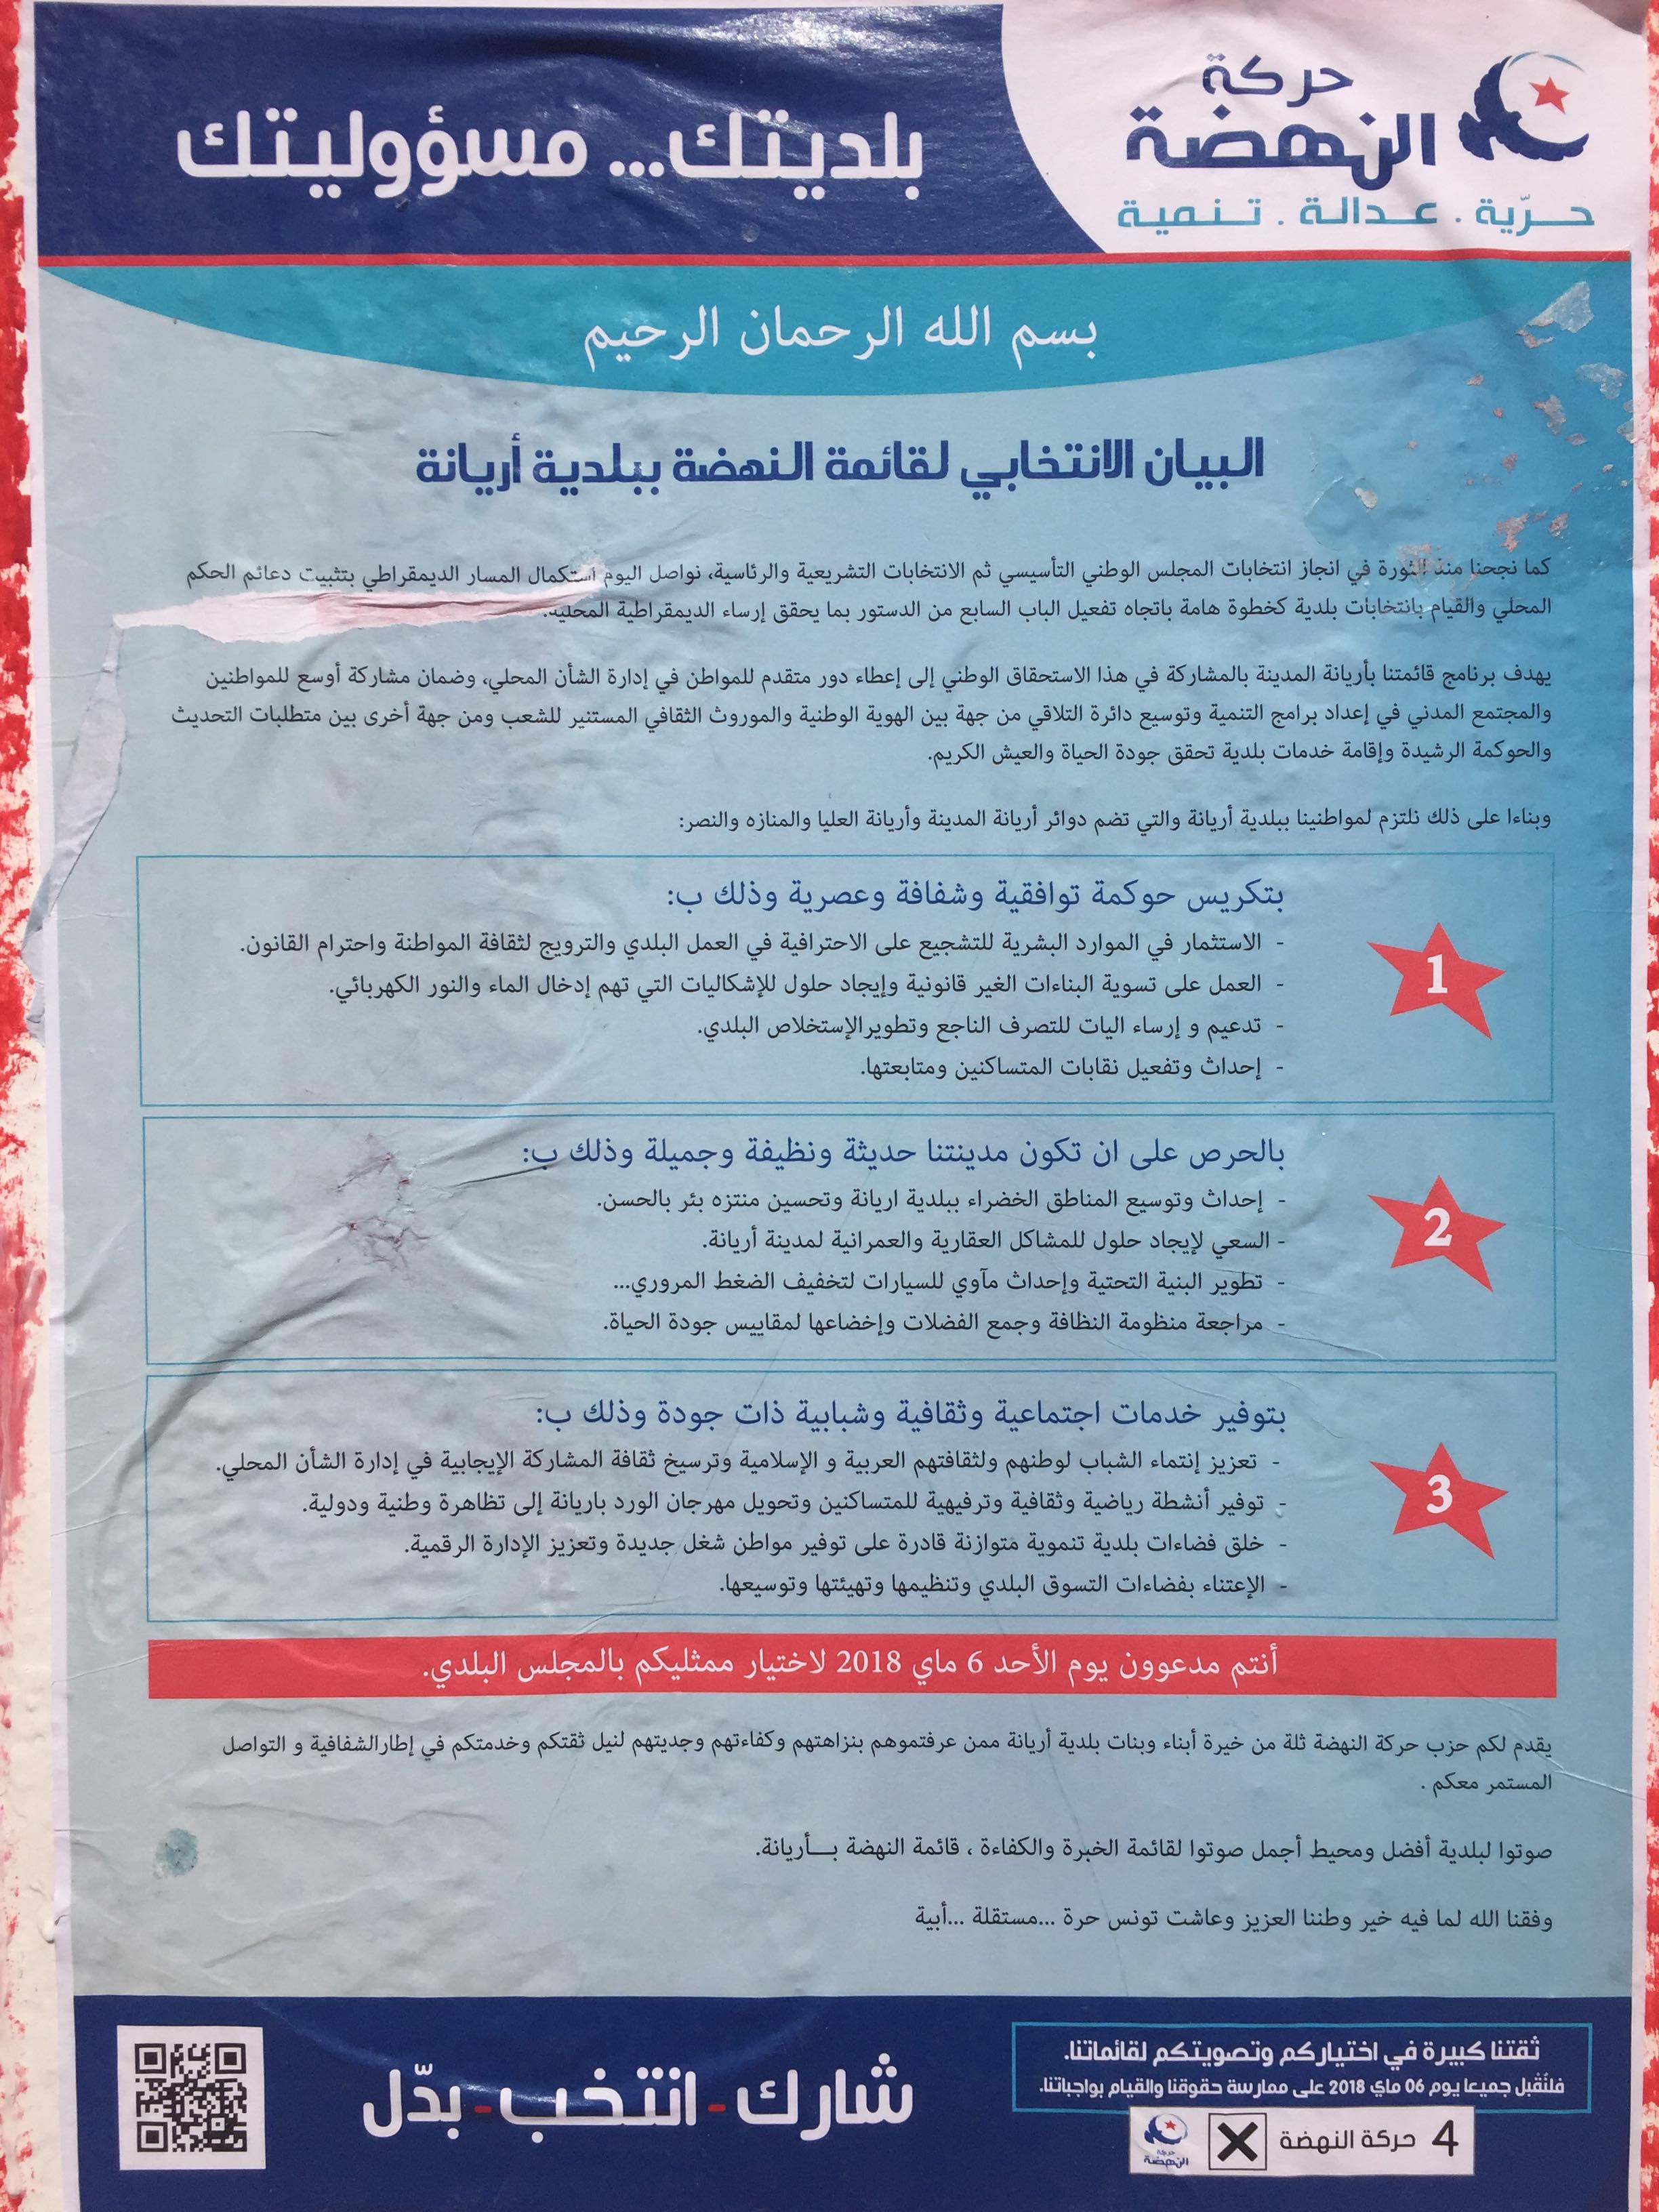 حركة
النهضة
حرّية . عدالة . تنمية
بلديتك... مسؤوليتك
بسم الله الرحمان الرحيم
البيان الانتخابي لقائمة النهضة ببلدية أريانة
كما نجحنا منذ الثورة في انجاز انتخابات المجلس الوطني التأسيسي ثم الانتخابات التشريعية والرئاسية، نواصل اليوم استكمال المسار الديمقراطي بتثبيت دعائم الحكم
المحلي والقيام بانتخابات بلدية كخطوة هامة باتجاه تفعيل الباب السابع من الدستور بما يحقق إرساء الديمقراطية المحلية.
يهدف برنامج قائمتنا بأريانة المدينة بالمشاركة في هذا الاستحقاق الوطني إلى إعطاء دور متقدم للمواطن في إدارة الشأن المحلي، وضمان مشاركة أوسع للمواطنين
والمجتمع المدني في إعداد برامج التنمية وتوسيع دائرة التلاقي من جهة بين الهوية الوطنية والموروث الثقافي المستنير للشعب ومن جهة أخرى بين متطلبات التحديث
والحوكمة الرشيدة وإقامة خدمات بلدية تحقق جودة الحياة والعيش الكريم.
وبناءا على ذلك نلتزم لمواطنينا ببلدية أريانة والتي تضم دوائر أريانة المدينة وأريانة العليا والمنازه والنصر:
1
بتكريس حوكمة توافقية وشفافة وعصرية وذلك ب:
- الاستثمار في الموارد البشرية للتشجيع على الاحترافية في العمل البلدي والترويج لثقافة المواطنة واحترام القانون.
- العمل على تسوية البناءات الغير قانونية وإيجاد حلول للإشكاليات التي تهم إدخال الماء والنور الكهربائي.
- تدعيم و إرساء اليات للتصرف الناجع وتطويرالإستخلاص البلدي.
- إحداث وتفعيل نقابات المتساكنين ومتابعتها.
2
بالحرص على ان تكون مدينتنا حديثة ونظيفة وجميلة وذلك ب:
- إحداث وتوسيع المناطق الخضراء ببلدية اريانة وتحسين منتزه بئر بالحسن.
- السعي لإيجاد حلول للمشاكل العقارية والعمرانية لمدينة أريانة.
- تطوير البنية التحتية وإحداث مآوي للسيارات لتخفيف الضغط المروري...
- مراجعة منظومة النظافة وجمع الفضلات وإخضاعها لمقاييس جودة الحياة.
3
بتوفير خدمات اجتماعية وثقافية وشبابية ذات جودة وذلك ب:
- تعزيز إنتماء الشباب لوطنهم ولثقافتهم العربية و الإسلامية وترسيخ ثقافة المشاركة الإيجابية في إدارة الشأن المحلي.
- توفير أنشطة رياضية وثقافية وترفيهية للمتساكنين وتحويل مهرجان الورد باريانة إلى تظاهرة وطنية ودولية.
- خلق فضاءات بلدية تنموية متوازنة قادرة على توفير مواطن شغل جديدة وتعزيز الإدارة الرقمية.
- الإعتناء بفضاءات التسوق البلدي وتنظيمها وتهيئتها وتوسيعها.
أنتم مدعوون يوم الأحد 6 ماي 2018 لاختيار ممثليكم بالمجلس البلدي.
يقدم لكم حزب حركة النهضة ثلة من خيرة أبناء وبنات بلدية أريانة ممن عرفتموهم بنزاهتهم وكفاءتهم وجديتهم لنيل ثقتكم وخدمتكم في إطارالشفافية و التواصل
المستمر معكم .
صوتوا لبلدية أفضل ومحيط أجمل صوتوا لقائمة الخبرة والكفاءة ، قائمة النهضة بـــأريانة.
وفقنا الله لما فيه خير وطننا العزيز وعاشت تونس حرة ...مستقلة ...أبية
ثقتنا كبيرة في اختياركم وتصويتكم لقائماتنا.
فلنُقبل جميعا يوم 06 ماي 2018 على ممارسة حقوقنا والقيام بواجباتنا.
4 حركة النهضة
حركة
النهضة
شارك - انتخب - بدّل